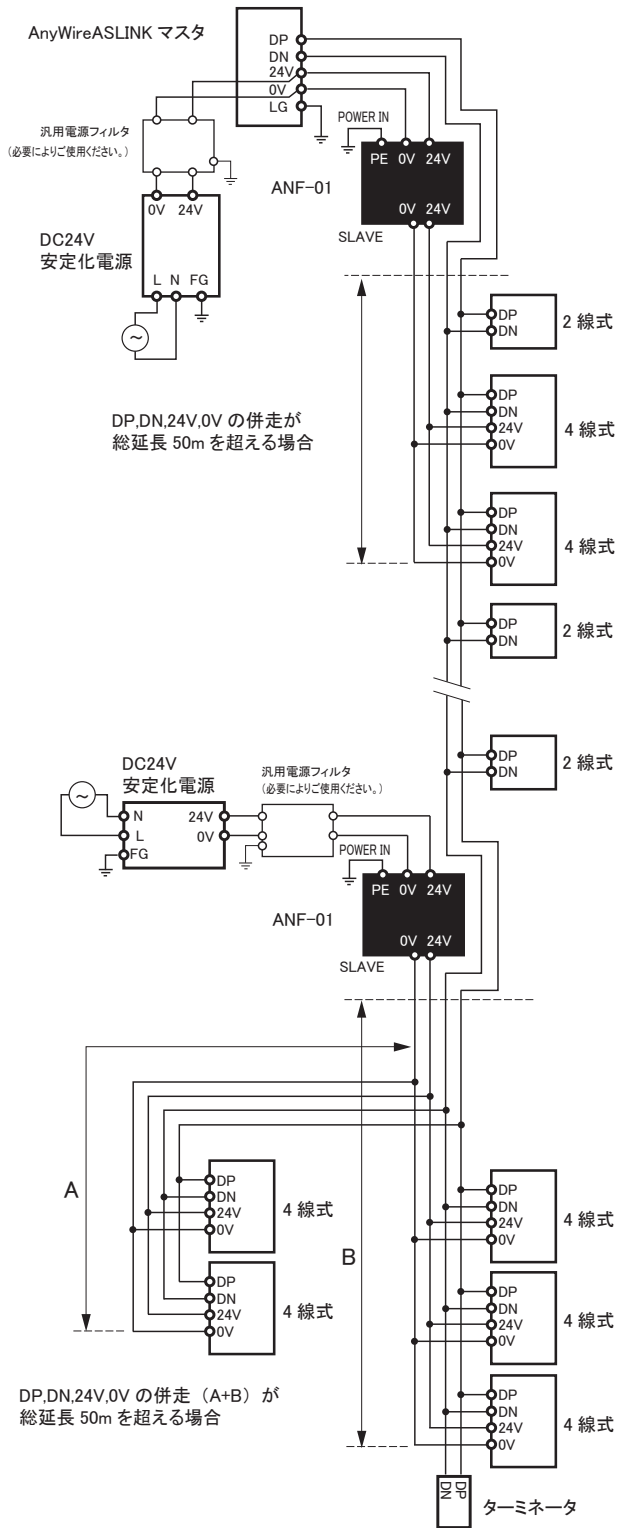 AnyWireASLINK マスタ
DP
DN
24V
0V
LG
汎用電源フィルタ
(必要によりご使用ください。)
0V 24V
DC24V
安定化電源
L N FG
~
POWER IN
PE 0V 24V
ANF-01
0V 24V
SLAVE
DP
DN
2 線式
DP,DN,24V,0V の併走が
総延長 50m を超える場合
DP
DN
24V
0V
4 線式
DP
DN
24V
0V
4 線式
DP
DN
2 線式
DP
DN
2 線式
DC24V
安定化電源
~
N
L
FG
24V
0V
汎用電源フィルタ
(必要によりご使用ください。)
POWER IN
PE 0V 24V
ANF-01
0V 24V
SLAVE
A
DP
DN
24V
0V
4 線式
DP
DN
24V
0V
4 線式
B
DP
DN
24V
0V
4 線式
DP
DN
24V
0V
4 線式
DP
DN
24V
0V
4 線式
DP,DN,24V,0V の併走（A+B）が
総延長 50m を超える場合
DN
DP
ターミネータ